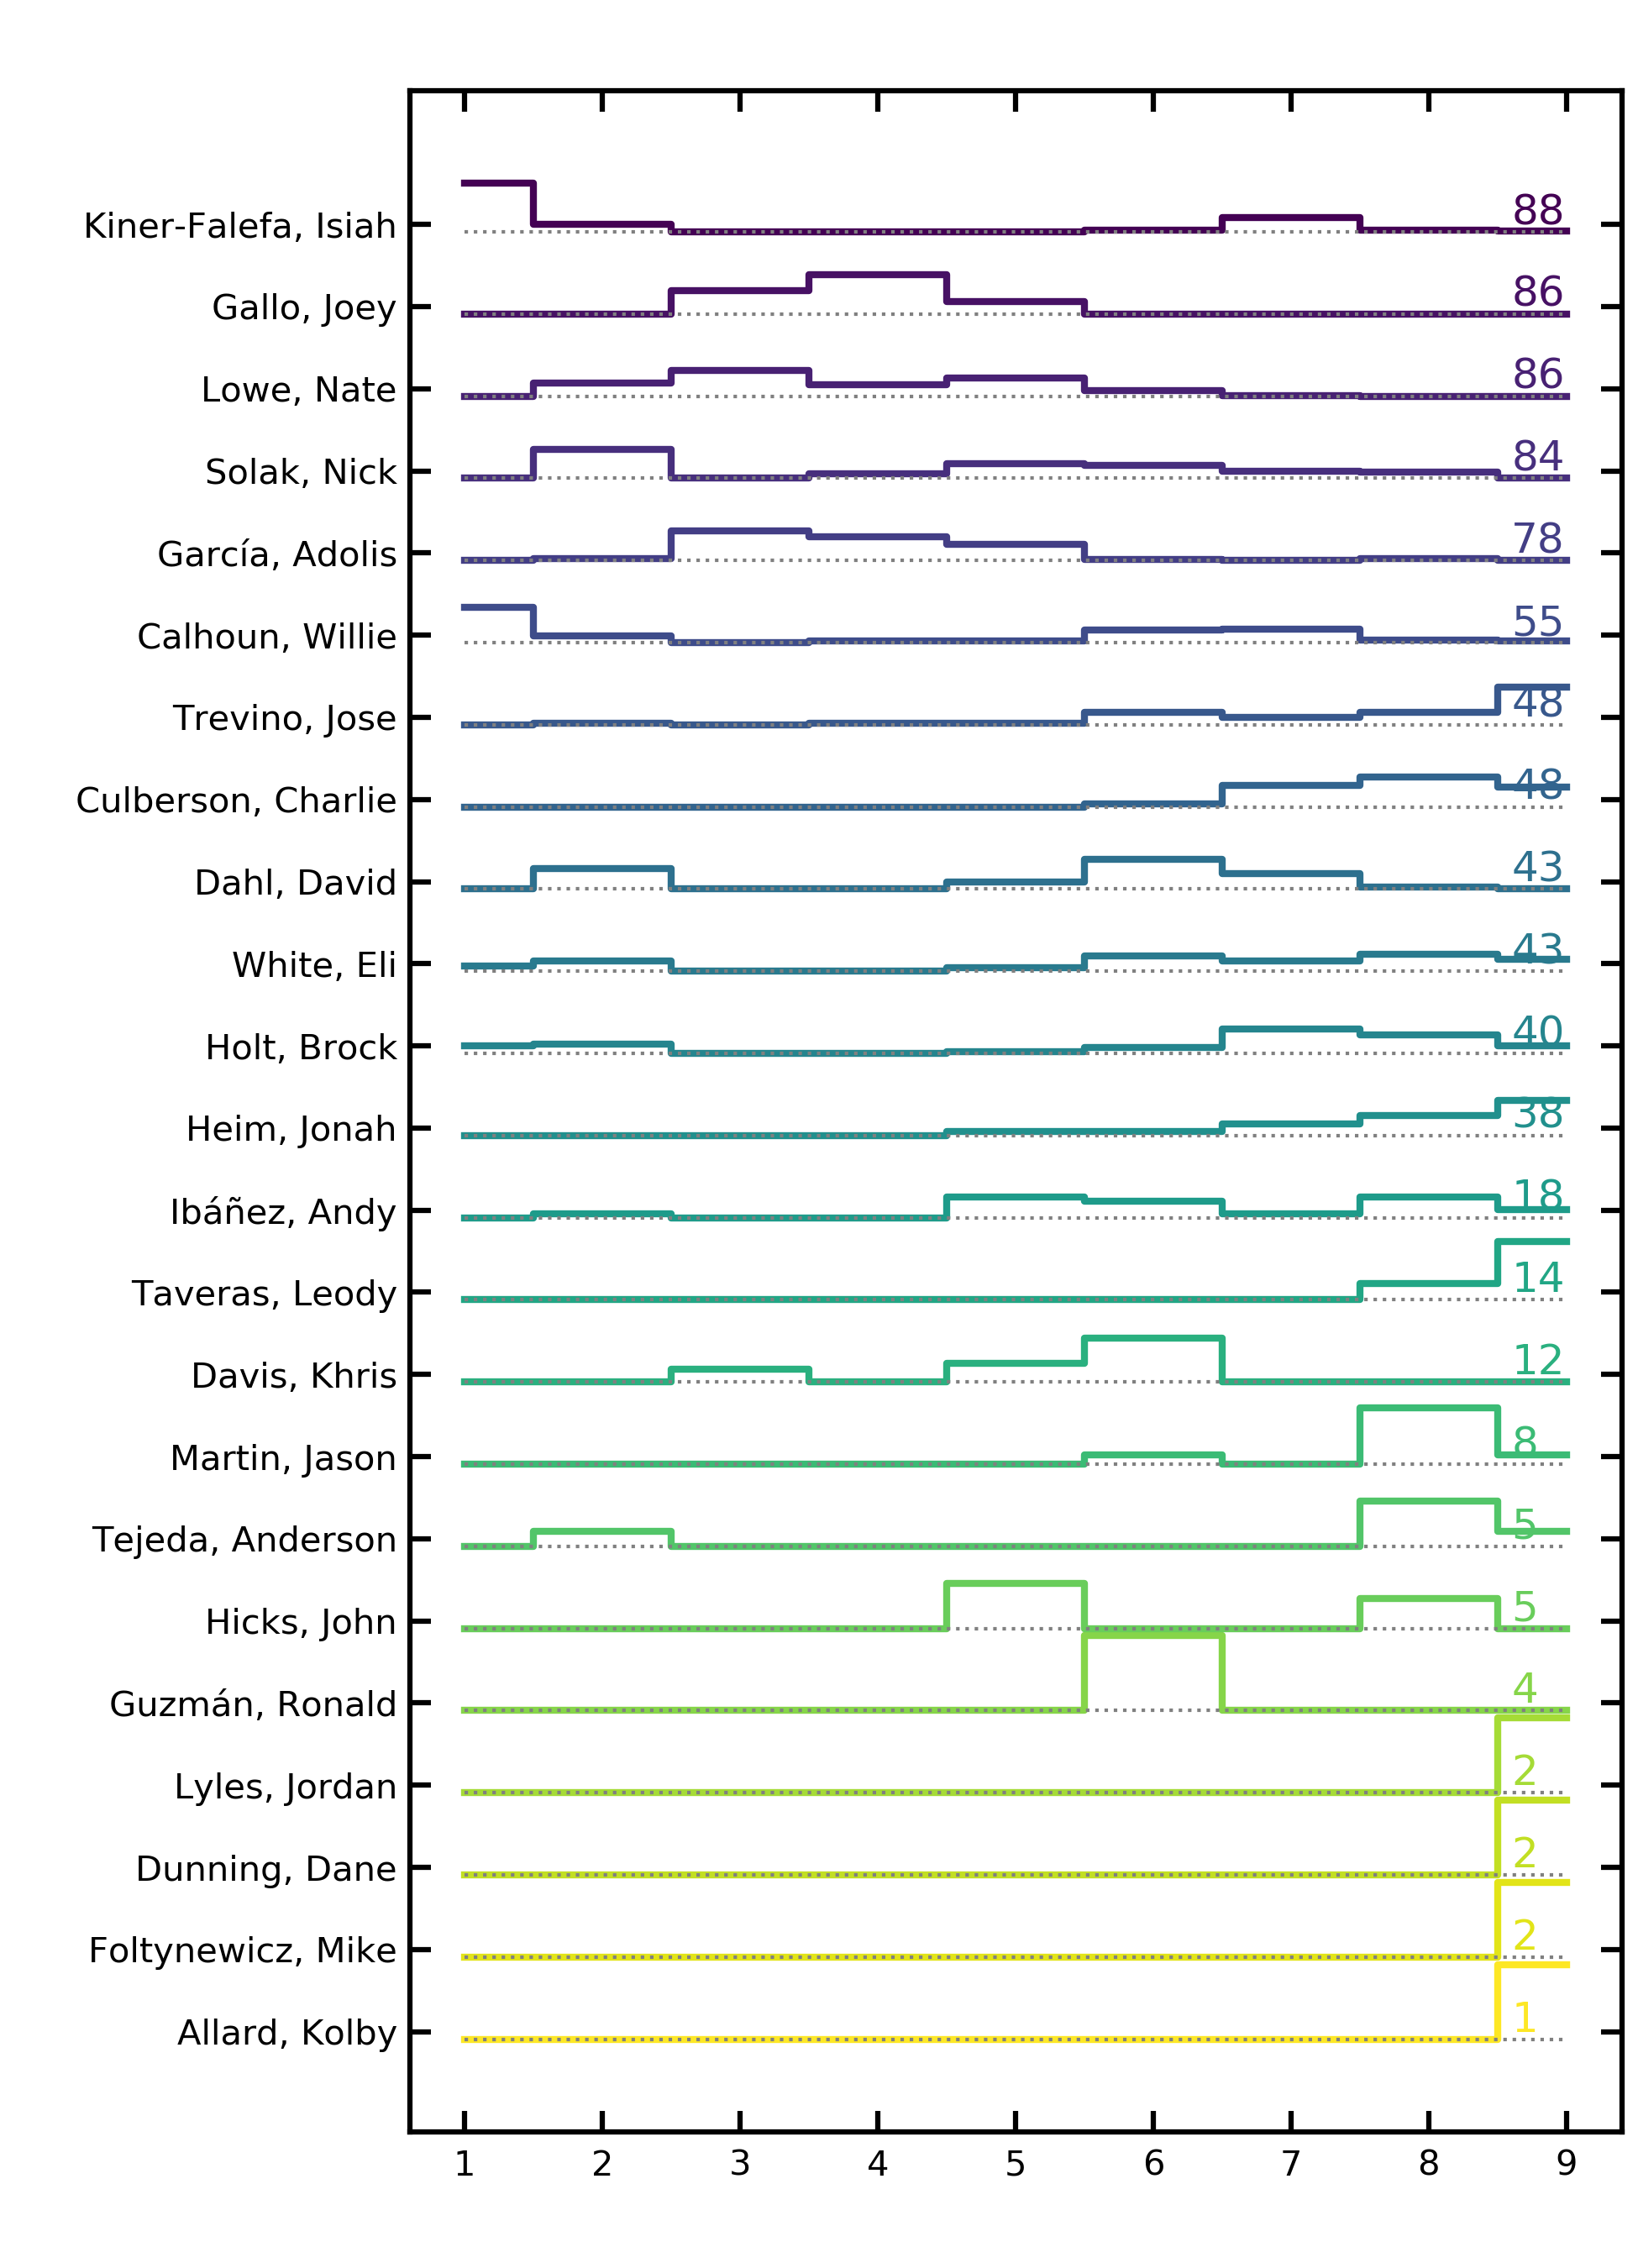 Kiner-Falefa, Isiah 88
Gallo, Joey 86
Lowe, Nate 86
Solak, Nick 84
García, Adolis 78
Calhoun, Willie 55
Trevino, Jose 48
Culberson, Charlie 48
Dahl, David 43
White, Eli 43
Holt, Brock 40
Heim, Jonah 38
Ibáñez, Andy 18
Taveras, Leody 14
Davis, Khris 12
Martin, Jason 8
Tejeda, Anderson 5
Hicks, John 5
Guzmán, Ronald 4
Lyles, Jordan 2
Dunning, Dane 2
Foltynewicz, Mike 2
Allard, Kolby 1
1 2 3 4 5 6 7 8 9